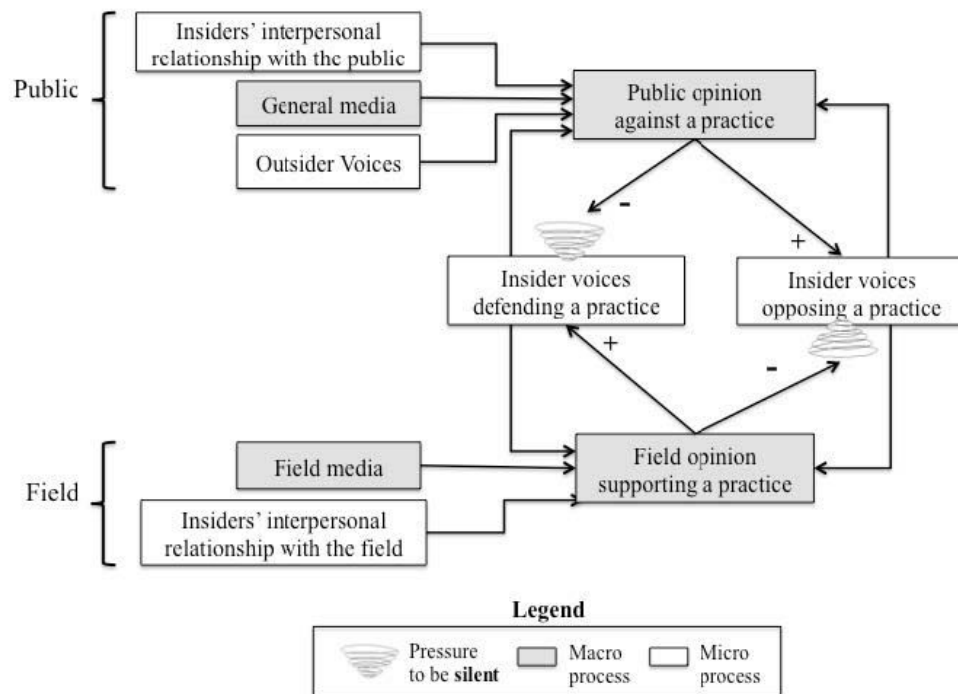 Public
Insiders' interpersonal
relationship with the public
General media
Outsider Voices
Public opinion
against a practice
-
+
Insider voices
defending a practice
Insider voices
opposing a practice
+
-
Field
Field media
Insiders' interpersonal
relationship with the field
Field opinion
supporting a practice
Legend
Pressure
to be silent
Macro
process
Micro
process